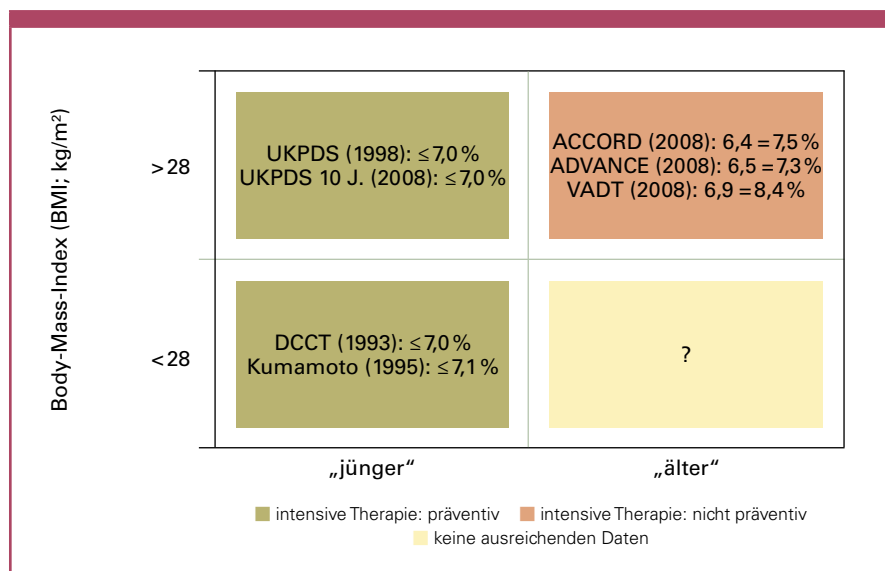 Body-Mass-Index (BMI; kg/m²)
>28
UKPDS (1998): ≤7,0 %
UKPDS 10 J. (2008): ≤7,0 %
ACCORD (2008): 6,4 = 7,5 %
ADVANCE (2008): 6,5 = 7,3 %
VADT (2008): 6,9 = 8,4 %
<28
DCCT (1993): ≤7,0 %
Kumamoto (1995): ≤7,1 %
?
„jünger“
„älter“
intensive Therapie: präventiv
intensive Therapie: nicht präventiv
keine ausreichenden Daten